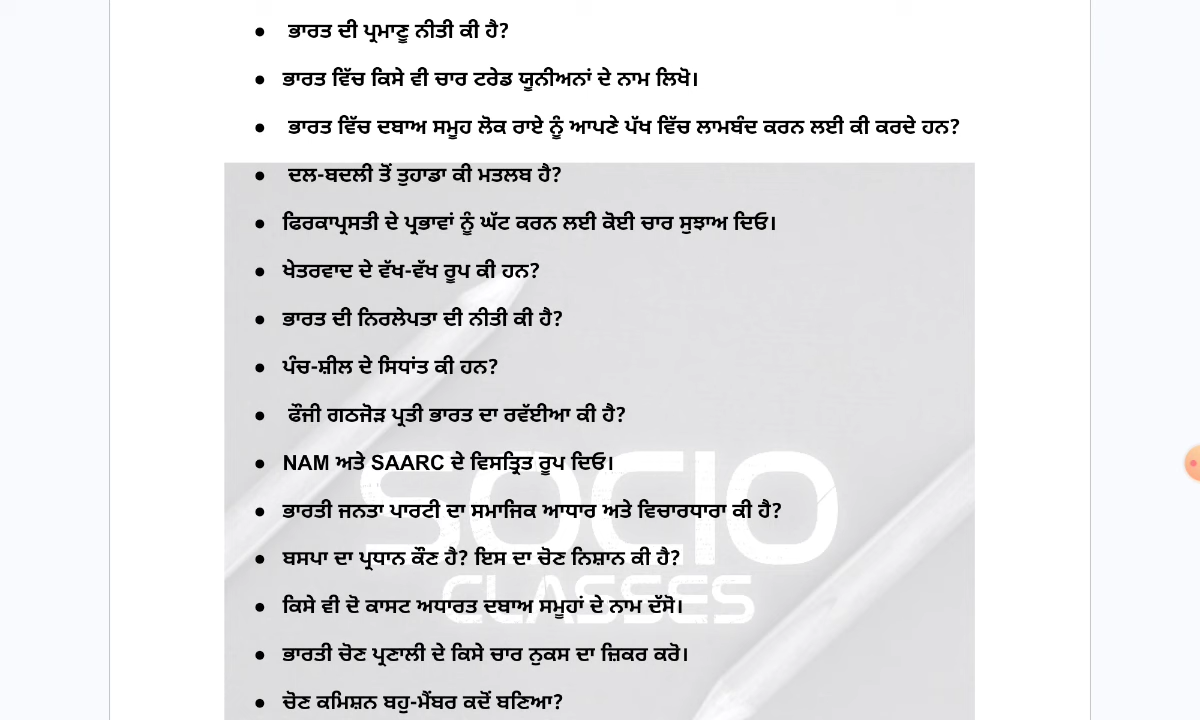 ● ਭਾਰਤ ਦੀ ਪ੍ਰਮਾਣੂ ਨੀਤੀ ਕੀ ਹੈ?
● ਭਾਰਤ ਵਿੱਚ ਕਿਸੇ ਵੀ ਚਾਰ ਟਰੇਡ ਯੂਨੀਅਨਾਂ ਦੇ ਨਾਮ ਲਿਖੋ।
● ਭਾਰਤ ਵਿੱਚ ਦਬਾਅ ਸਮੂਹ ਲੋਕ ਰਾਏ ਨੂੰ ਆਪਣੇ ਪੱਖ ਵਿੱਚ ਲਾਮਬੰਦ ਕਰਨ ਲਈ ਕੀ ਕਰਦੇ ਹਨ?
● ਦਲ-ਬਦਲੀ ਤੋਂ ਤੁਹਾਡਾ ਕੀ ਮਤਲਬ ਹੈ?
● ਫਿਰਕਾਪ੍ਰਸਤੀ ਦੇ ਪ੍ਰਭਾਵਾਂ ਨੂੰ ਘੱਟ ਕਰਨ ਲਈ ਕੋਈ ਚਾਰ ਸੁਝਾਅ ਦਿਓ।
● ਖੇਤਰਵਾਦ ਦੇ ਵੱਖ-ਵੱਖ ਰੂਪ ਕੀ ਹਨ?
● ਭਾਰਤ ਦੀ ਨਿਰਲੇਪਤਾ ਦੀ ਨੀਤੀ ਕੀ ਹੈ?
● ਪੰਚ-ਸ਼ੀਲ ਦੇ ਸਿਧਾਂਤ ਕੀ ਹਨ?
● ਫੌਜੀ ਗਠਜੋੜ ਪ੍ਰਤੀ ਭਾਰਤ ਦਾ ਰਵੱਈਆ ਕੀ ਹੈ?
● NAM ਅਤੇ SAARC ਦੇ ਵਿਸਤ੍ਰਿਤ ਰੂਪ ਦਿਓ।
● ਭਾਰਤੀ ਜਨਤਾ ਪਾਰਟੀ ਦਾ ਸਮਾਜਿਕ ਆਧਾਰ ਅਤੇ ਵਿਚਾਰਧਾਰਾ ਕੀ ਹੈ?
● ਬਸਪਾ ਦਾ ਪ੍ਰਧਾਨ ਕੌਣ ਹੈ? ਇਸ ਦਾ ਚੋਣ ਨਿਸ਼ਾਨ ਕੀ ਹੈ?
● ਕਿਸੇ ਵੀ ਦੋ ਕਾਸਟ ਅਧਾਰਤ ਦਬਾਅ ਸਮੂਹਾਂ ਦੇ ਨਾਮ ਦੱਸੋ।
● ਭਾਰਤੀ ਚੋਣ ਪ੍ਰਣਾਲੀ ਦੇ ਕਿਸੇ ਚਾਰ ਨੁਕਸ ਦਾ ਜ਼ਿਕਰ ਕਰੋ।
● ਚੋਣ ਕਮਿਸ਼ਨ ਬਹੁ-ਮੈਂਬਰ ਕਦੋਂ ਬਣਿਆ?
SOCIO
CLASSES